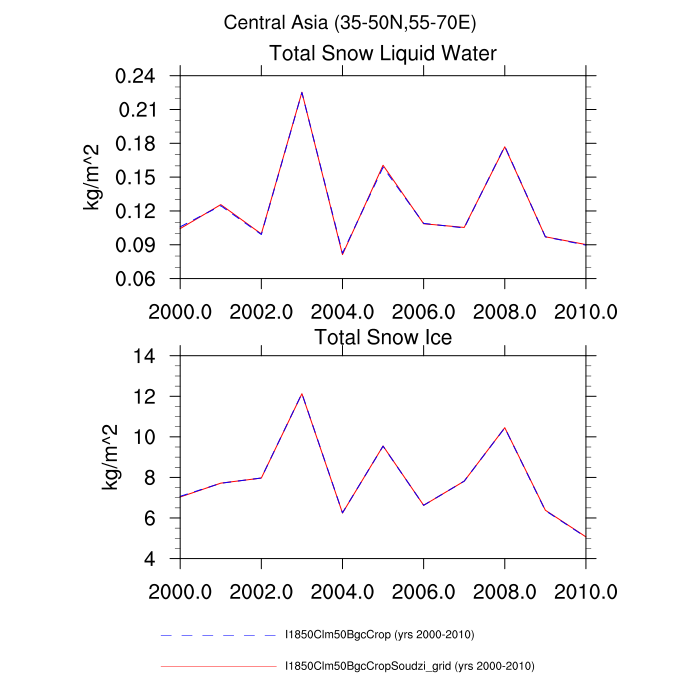 Central Asia (35-50N,55-70E)
Total Snow Liquid Water
0.24
0.21
0.18
0.15
0.12
0.09
0.06
kg/m^2
2000.0 2002.0 2004.0 2006.0 2008.0 2010.0
Total Snow Ice
14
12
10
8
6
4
kg/m^2
2000.0 2002.0 2004.0 2006.0 2008.0 2010.0
I1850Clm50BgcCrop (yrs 2000-2010)
I1850Clm50BgcCropSoudzi_grid (yrs 2000-2010)